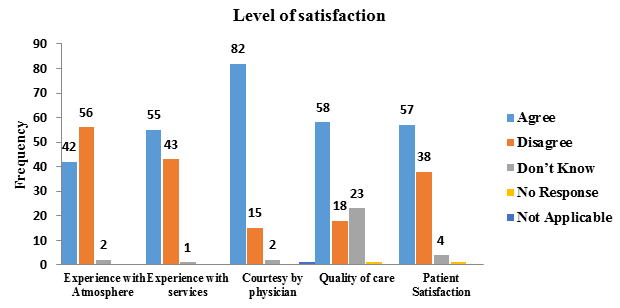 Level of satisfaction
Frequency
90
80
70
60
50
40
30
20
10
0
42
56
2
55
43
1
82
15
2
58
18
23
57
38
4
Experience with
Atmosphere
Experience with
services
Courtesy by
physician
Quality of care
Patient
Satisfaction
Agree
Disagree
Don't Know
No Response
Not Applicable